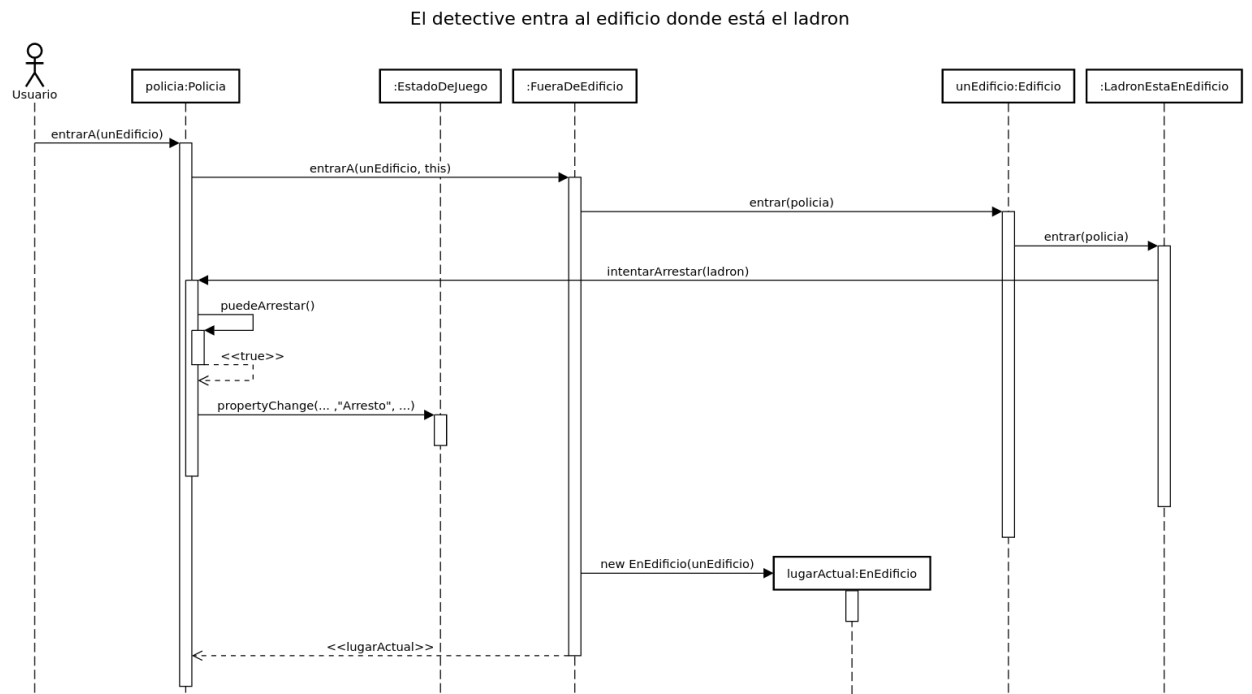 El detective entra al edificio donde está el ladron
Usuario
policia:Policia
:EstadoDeJuego
:FueraDeEdificio
unEdificio:Edificio
:LadronEstaEnEdificio
entrarA(unEdificio)
entrarA(unEdificio, this)
entrar(policia)
entrar(policia)
intentarArrestar(ladron)
puedeArrestar()
<<true>>
propertyChange(... ,"Arresto", ...)
new EnEdificio(unEdificio)
lugarActual:EnEdificio
<<lugarActual>>